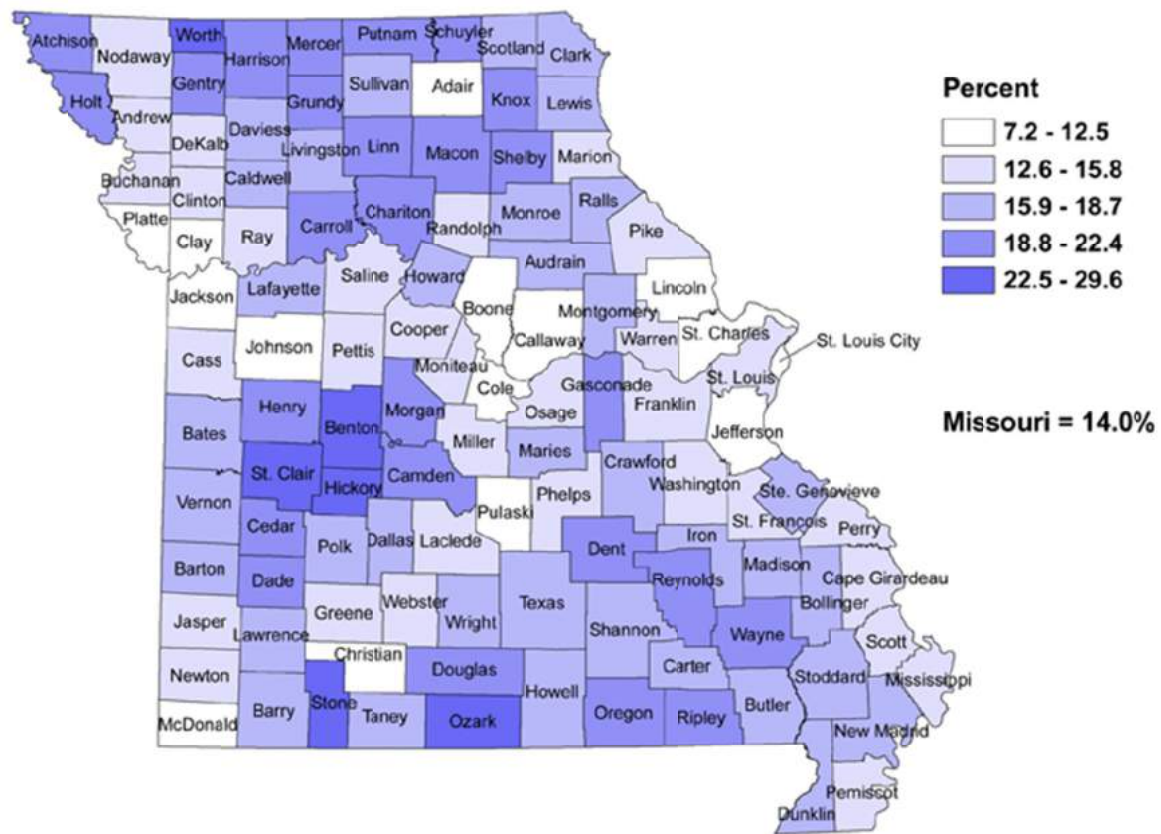 Atchison
Nodaway
Worth
Harrison
Mercer
Putnam
Schuyler
Scotland
Clark
Holt
Gentry
Sullivan
Adair
Knox
Lewis
Andrew
DeKalb
Daviess
Grundy
Livingston
Linn
Macon
Shelby
Marion
Buchanan
Clinton
Caldwell
Platte
Clay
Ray
Carroll
Chariton
Randolph
Monroe
Ralls
Pike
Audrain
Jackson
Lafayette
Saline
Howard
Boone
Callaway
Montgomery
Lincoln
Cass
Johnson
Pettis
Cooper
Moniteau
Cole
Warren
St. Charles
St. Louis City
St. Louis
Osage
Gasconade
Franklin
Jefferson
Bates
Henry
Benton
Morgan
Miller
Maries
Vernon
St. Clair
Hickory
Camden
Pulaski
Phelps
Crawford
Washington
Ste. Genevieve
St. Francois
Perry
Cedar
Polk
Dallas
Laclede
Dent
Iron
Barton
Dade
Reynolds
Madison
Cape Girardeau
Bollinger
Jasper
Greene
Webster
Wright
Texas
Lawrence
Shannon
Wayne
Scott
Christian
Newton
Douglas
Carter
Mississippi
Stoddard
Stone
Howell
McDonald
Barry
Taney
Ozark
Oregon
Ripley
Butler
New Madrid
Pemiscot
Dunklin
Percent
7.2 - 12.5
12.6 - 15.8
15.9 - 18.7
18.8 - 22.4
22.5 - 29.6
Missouri = 14.0%